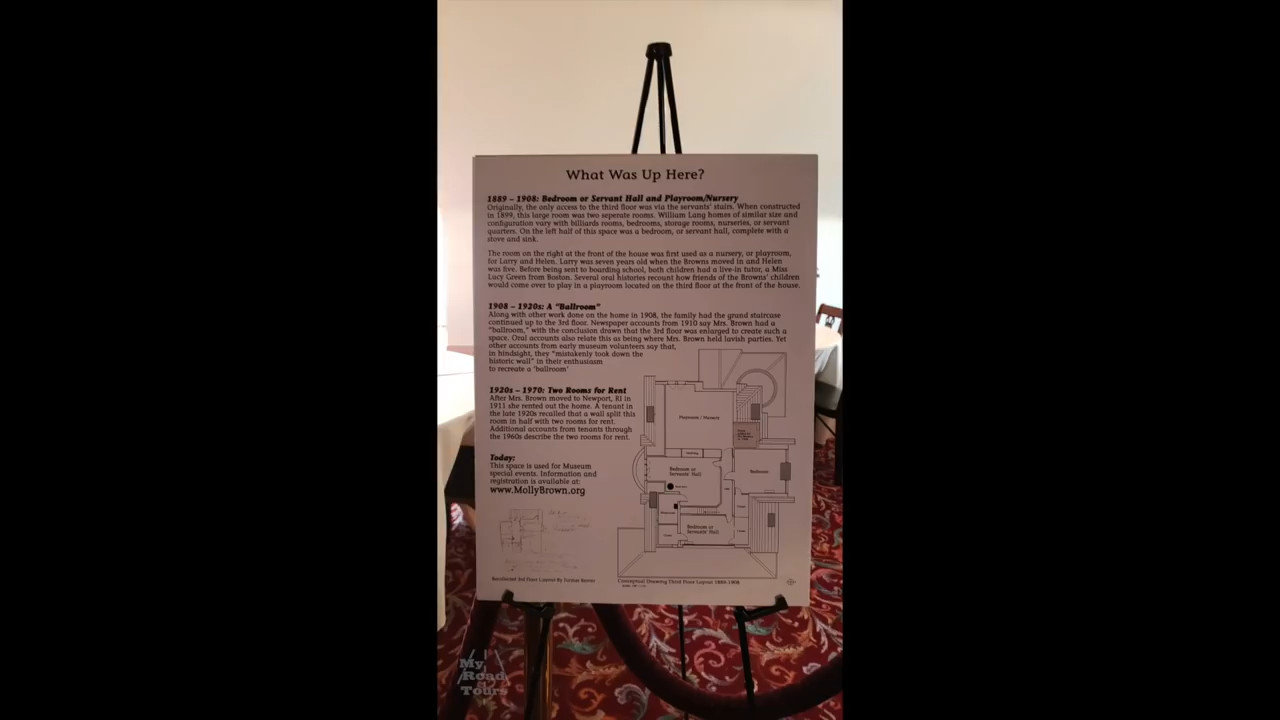 What Was Up Here?
1889 – 1908: Bedroom or Servant Hall and Playroom/Nursery
Originally, the only access to the third floor was via the servants' stairs. When constructed
in 1899, this large room was two seperate rooms. William Lang homes of similar size and
configuration vary with billiards rooms, bedrooms, storage rooms, nurseries, or servant
quarters. On the left half of this space was a bedroom, or servant hall, complete with a
stove and sink.
The room on the right at the front of the house was first used as a nursery, or playroom,
for Larry and Helen. Larry was seven years old when the Browns moved in and Helen
was five. Before being sent to boarding school, both children had a live-in tutor, a Miss
Lucy Green from Boston. Several oral histories recount how friends of the Browns' children
would come over to play in a playroom located on the third floor at the front of the house.
1908 – 1920s: A "Ballroom"
Along with other work done on the home in 1908, the family had the grand staircase
continued up to the 3rd floor. Newspaper accounts from 1910 say Mrs. Brown had a
"ballroom," with the conclusion drawn that the 3rd floor was enlarged to create such a
space. Oral accounts also relate this as being where Mrs. Brown held lavish parties. Yet
other accounts from early museum volunteers say that,
in hindsight, they "mistakenly took down the
historic wall" in their enthusiasm
to recreate a 'ballroom'
1920s – 1970: Two Rooms for Rent
After Mrs. Brown moved to Newport, RI in
1911 she rented out the home. A tenant in
the late 1920s recalled that a wall split this
room in half with two rooms for rent.
Additional accounts from tenants through
the 1960s describe the two rooms for rent.
Today:
This space is used for Museum
special events. Information and
registration is available at:
www.MollyBrown.org
Playroom / Nursery
Bedroom or
Servants' Hall
Bedroom
Bedroom or
Servants' Hall
Closet
Recollected 3rd Floor Layout By
Conceptual Drawing Third Floor Layout 1889-1908
My
Road
Tours